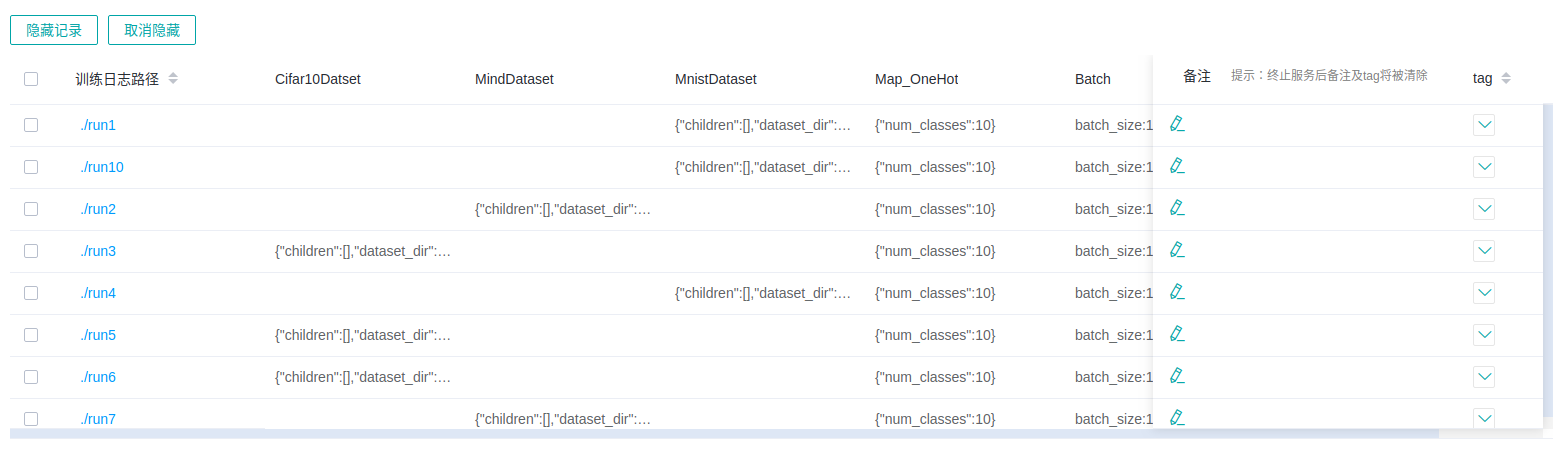 隐藏记录 取消隐藏
训练日志路径 Cifar10Datset MindDataset MnistDataset Map_OneHot Batch 备注 提示：终止服务后备注及tag将被清除 tag
./run1 {"children":[],"dataset_dir":... {"num_classes":10} batch_size:1
./run10 {"children":[],"dataset_dir":... {"num_classes":10} batch_size:1
./run2 {"children":[],"dataset_dir":... {"num_classes":10} batch_size:1
./run3 {"children":[],"dataset_dir":... {"num_classes":10} batch_size:1
./run4 {"children":[],"dataset_dir":... {"num_classes":10} batch_size:1
./run5 {"children":[],"dataset_dir":... {"num_classes":10} batch_size:1
./run6 {"children":[],"dataset_dir":... {"num_classes":10} batch_size:1
./run7 {"children":[],"dataset_dir":... {"num_classes":10} batch_size:1